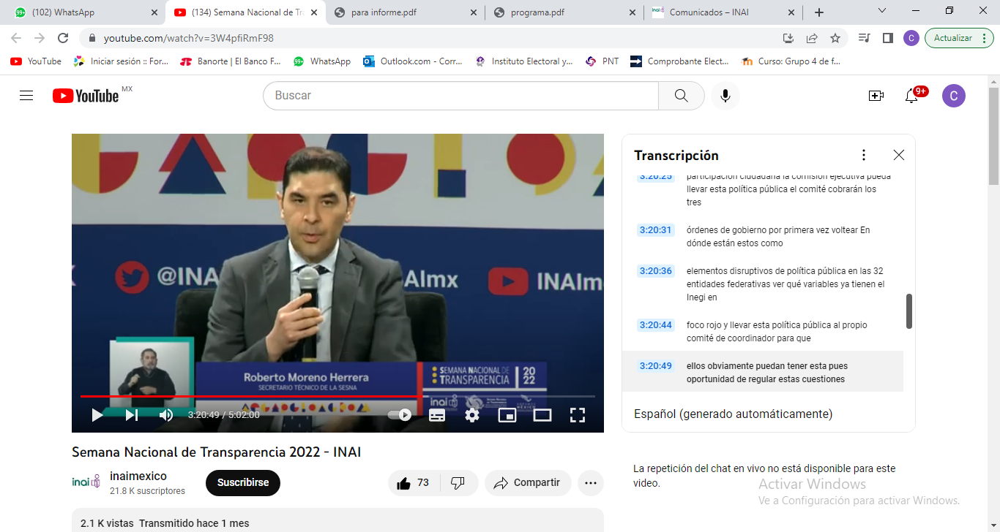 (102) WhatsApp
(134) Semana Nacional de Tra
para informe.pdf
programa.pdf
Comunicados – INAI
youtube.com/watch?v=3W4pfiRmF98
C
Actualizar
YouTube
Iniciar sesión :: For...
Banorte | El Banco F...
WhatsApp
Outlook.com - Corr...
Instituto Electoral y...
PNT
Comprobante Elect...
Curso: Grupo 4 de f...
YouTube MX
Buscar
9+
C
@INA
AImx
INAIm
Roberto Moreno Herrera
SECRETARIO TÉCNICO DE LA SESNA
SEMANA NACIONAL DE
TRANSPARENCIA
2022
inai
3:20:49 / 5:02:00
Transcripción
3:20:25 participación ciudadana la comisión ejecutiva pueda
llevar esta política pública el comité cobrarán los
tres
3:20:31 órdenes de gobierno por primera vez voltear En
dónde están estos como
3:20:36 elementos disruptivos de política pública en las 32
entidades federativas ver qué variables ya tienen el
Inegi en
3:20:44 foco rojo y llevar esta política pública al propio
comité de coordinador para que
3:20:49 ellos obviamente puedan tener esta pues
oportunidad de regular estas cuestiones
Español (generado automáticamente)
Semana Nacional de Transparencia 2022 - INAI
inai
inaimexico
21.8 K suscriptores
Suscribirse
73
Compartir
La repetición del chat en vivo no está disponible para este
video.
Activar Windows
Ve a Configuración para activar Windows.
2.1 K vistas Transmitido hace 1 mes